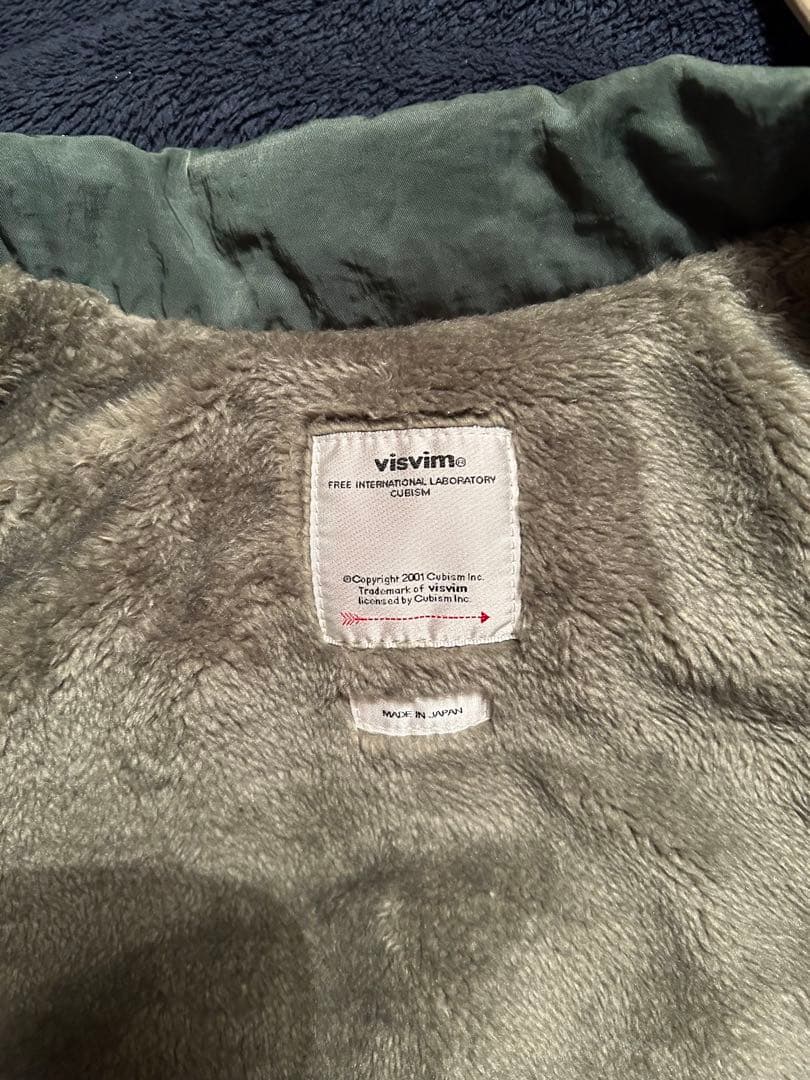 visvim®
FREE INTERNATIONAL LABORATORY
CUBISM
©Copyright 2001 Cubism Inc.
Trademark of visvim
licensed by Cubism Inc.
MADE IN JAPAN